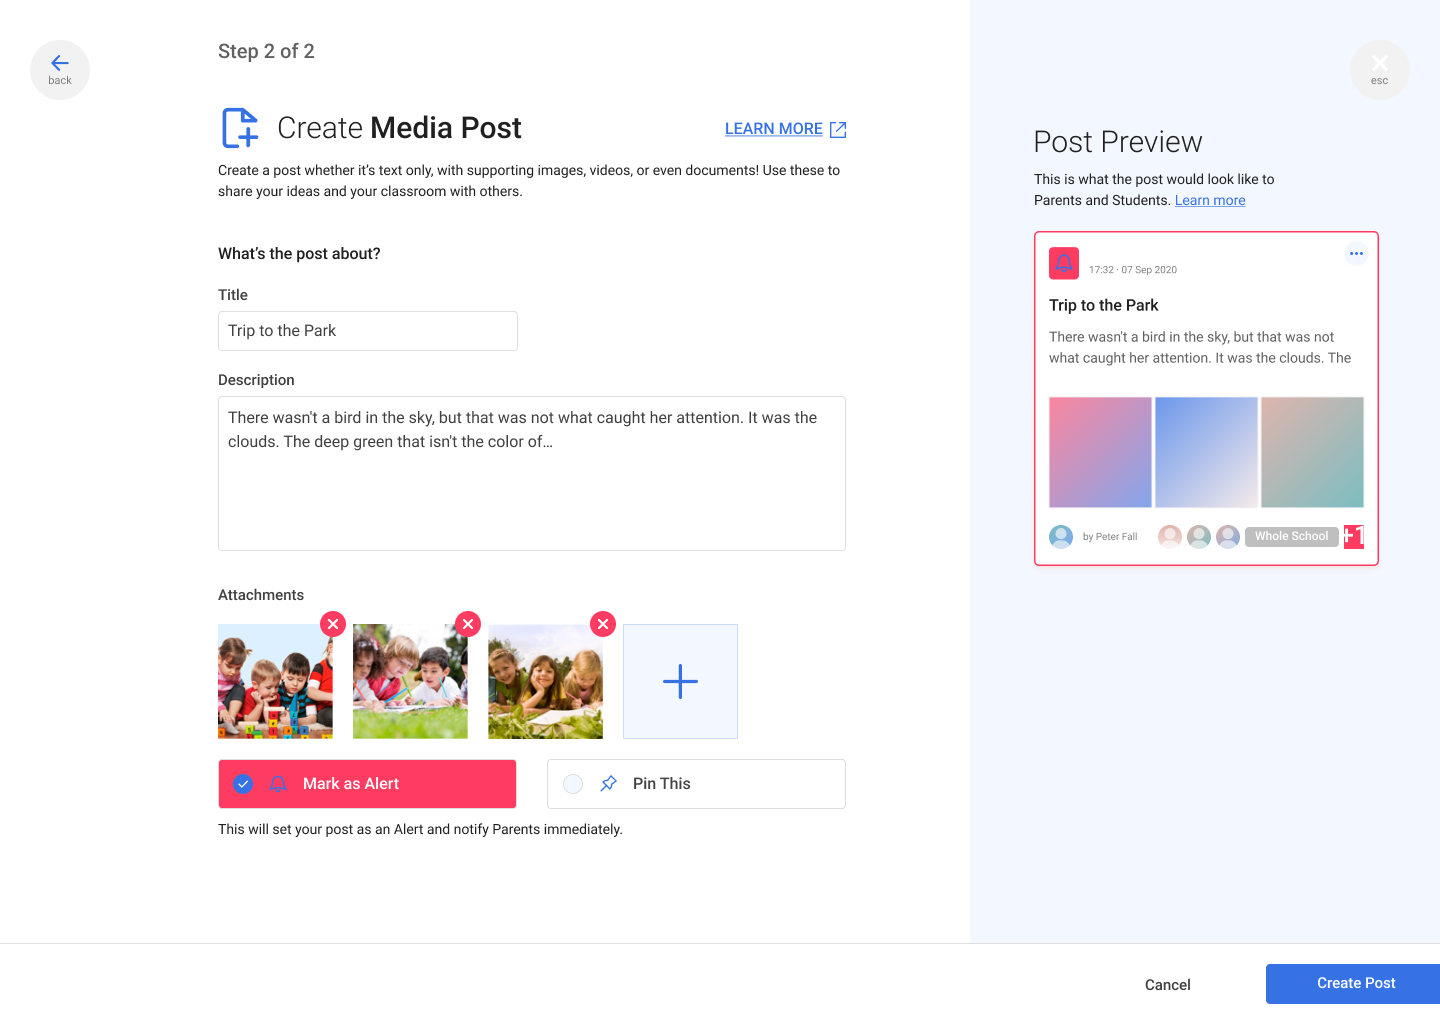 back
Step 2 of 2
esc
Create Media Post
LEARN MORE
Create a post whether it’s text only, with supporting images, videos, or even documents! Use these to
share your ideas and your classroom with others.
What’s the post about?
Title
Trip to the Park
Description
There wasn't a bird in the sky, but that was not what caught her attention. It was the
clouds. The deep green that isn't the color of…
Attachments
Mark as Alert
Pin This
This will set your post as an Alert and notify Parents immediately.
Post Preview
This is what the post would look like to
Parents and Students. Learn more
17:32 · 07 Sep 2020
Trip to the Park
There wasn't a bird in the sky, but that was not
what caught her attention. It was the clouds. The
by Peter Fall
Whole School
+1
Cancel
Create Post